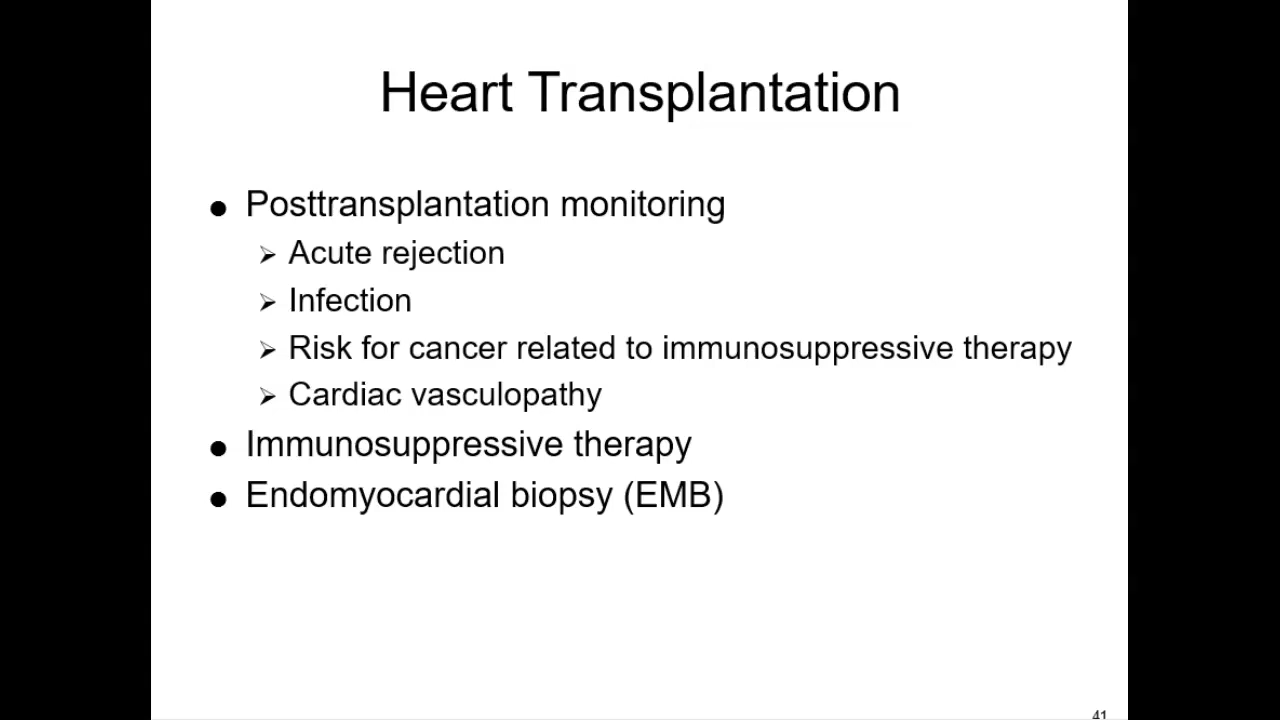 Heart Transplantation
● Posttransplantation monitoring
➢ Acute rejection
➢ Infection
➢ Risk for cancer related to immunosuppressive therapy
➢ Cardiac vasculopathy
● Immunosuppressive therapy
● Endomyocardial biopsy (EMB)
41